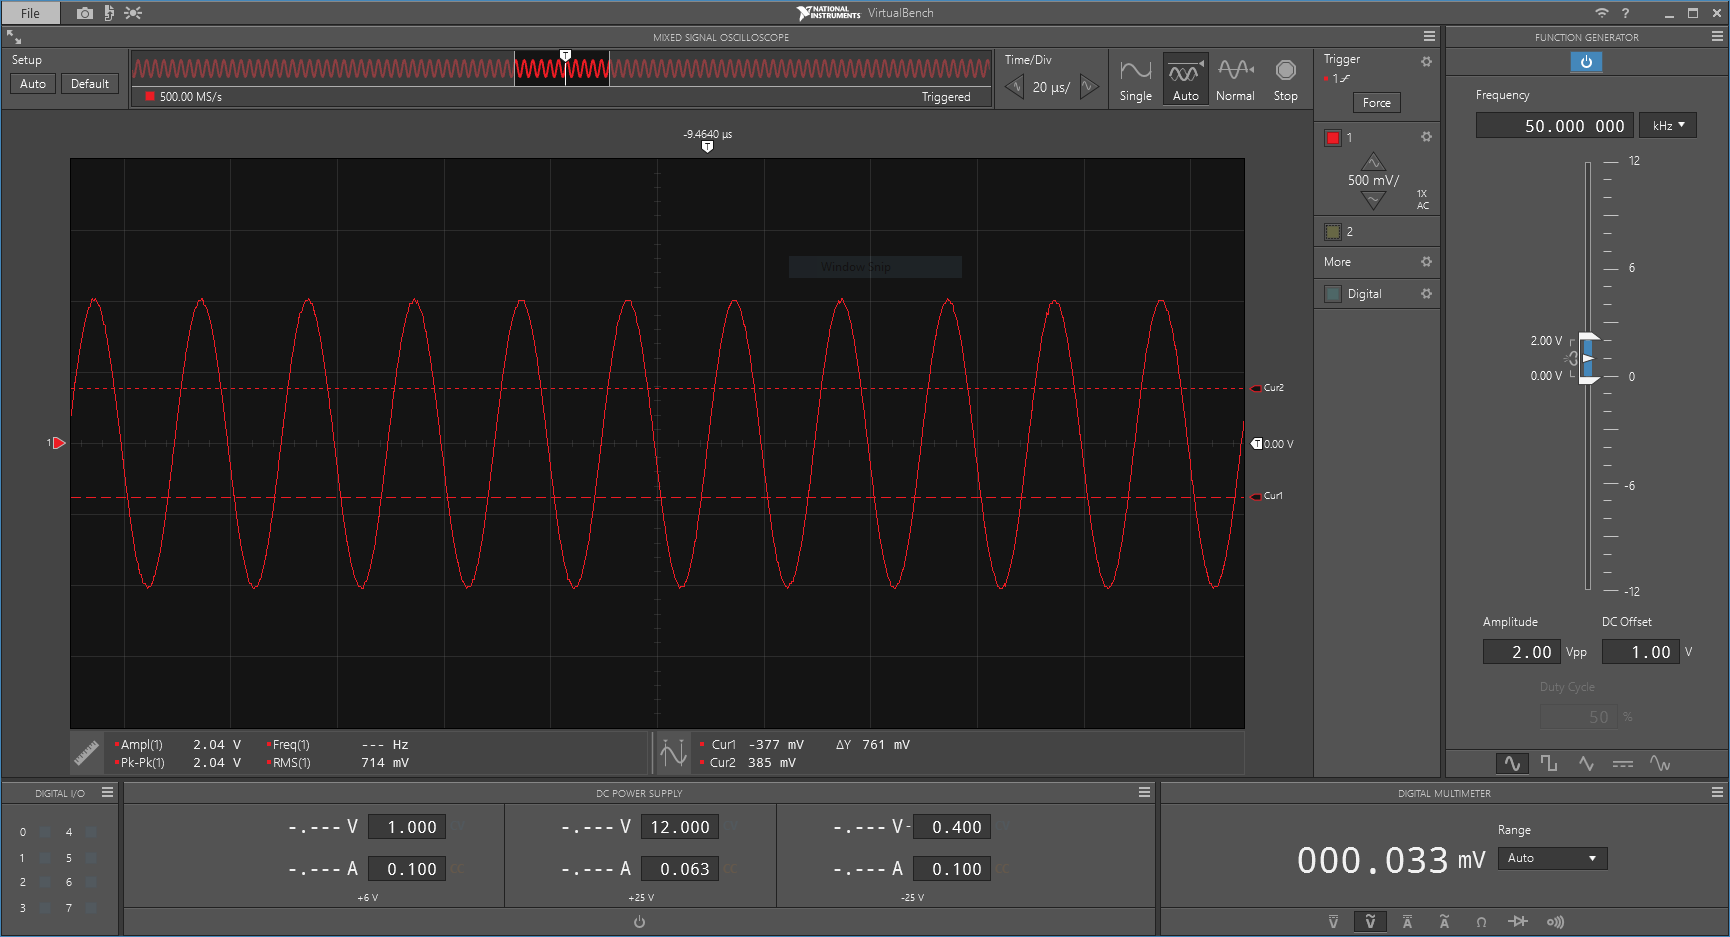 File
NATIONAL INSTRUMENTS VirtualBench
?
MIXED SIGNAL OSCILLOSCOPE
FUNCTION GENERATOR
Setup
Auto Default
T
500.00 MS/s
Triggered
Time/Div
20 µs/
Single Auto Normal Stop
Trigger
1
Force
-9.4640 µs
T
1
500 mV/
1X
AC
2
More
Digital
Window Snip
Cur2
1
T 0.00 V
Cur1
Frequency
50.000 000 kHz
12
6
2.00 V
0.00 V
0
-6
-12
Amplitude DC Offset
2.00 Vpp 1.00 V
Duty Cycle
50 %
Ampl(1) 2.04 V Freq(1) --- Hz
Pk-Pk(1) 2.04 V RMS(1) 714 mV
Cur1 -377 mV ΔY 761 mV
Cur2 385 mV
DIGITAL I/O
0 4
1 5
2 6
3 7
DC POWER SUPPLY
-.--- V 1.000 -.--- V 12.000 -.--- V - 0.400
-.--- A 0.100 -.--- A 0.063 -.--- A 0.100
+6 V +25 V -25 V
DIGITAL MULTIMETER
Range
000.033 mV Auto
V V A A Ω